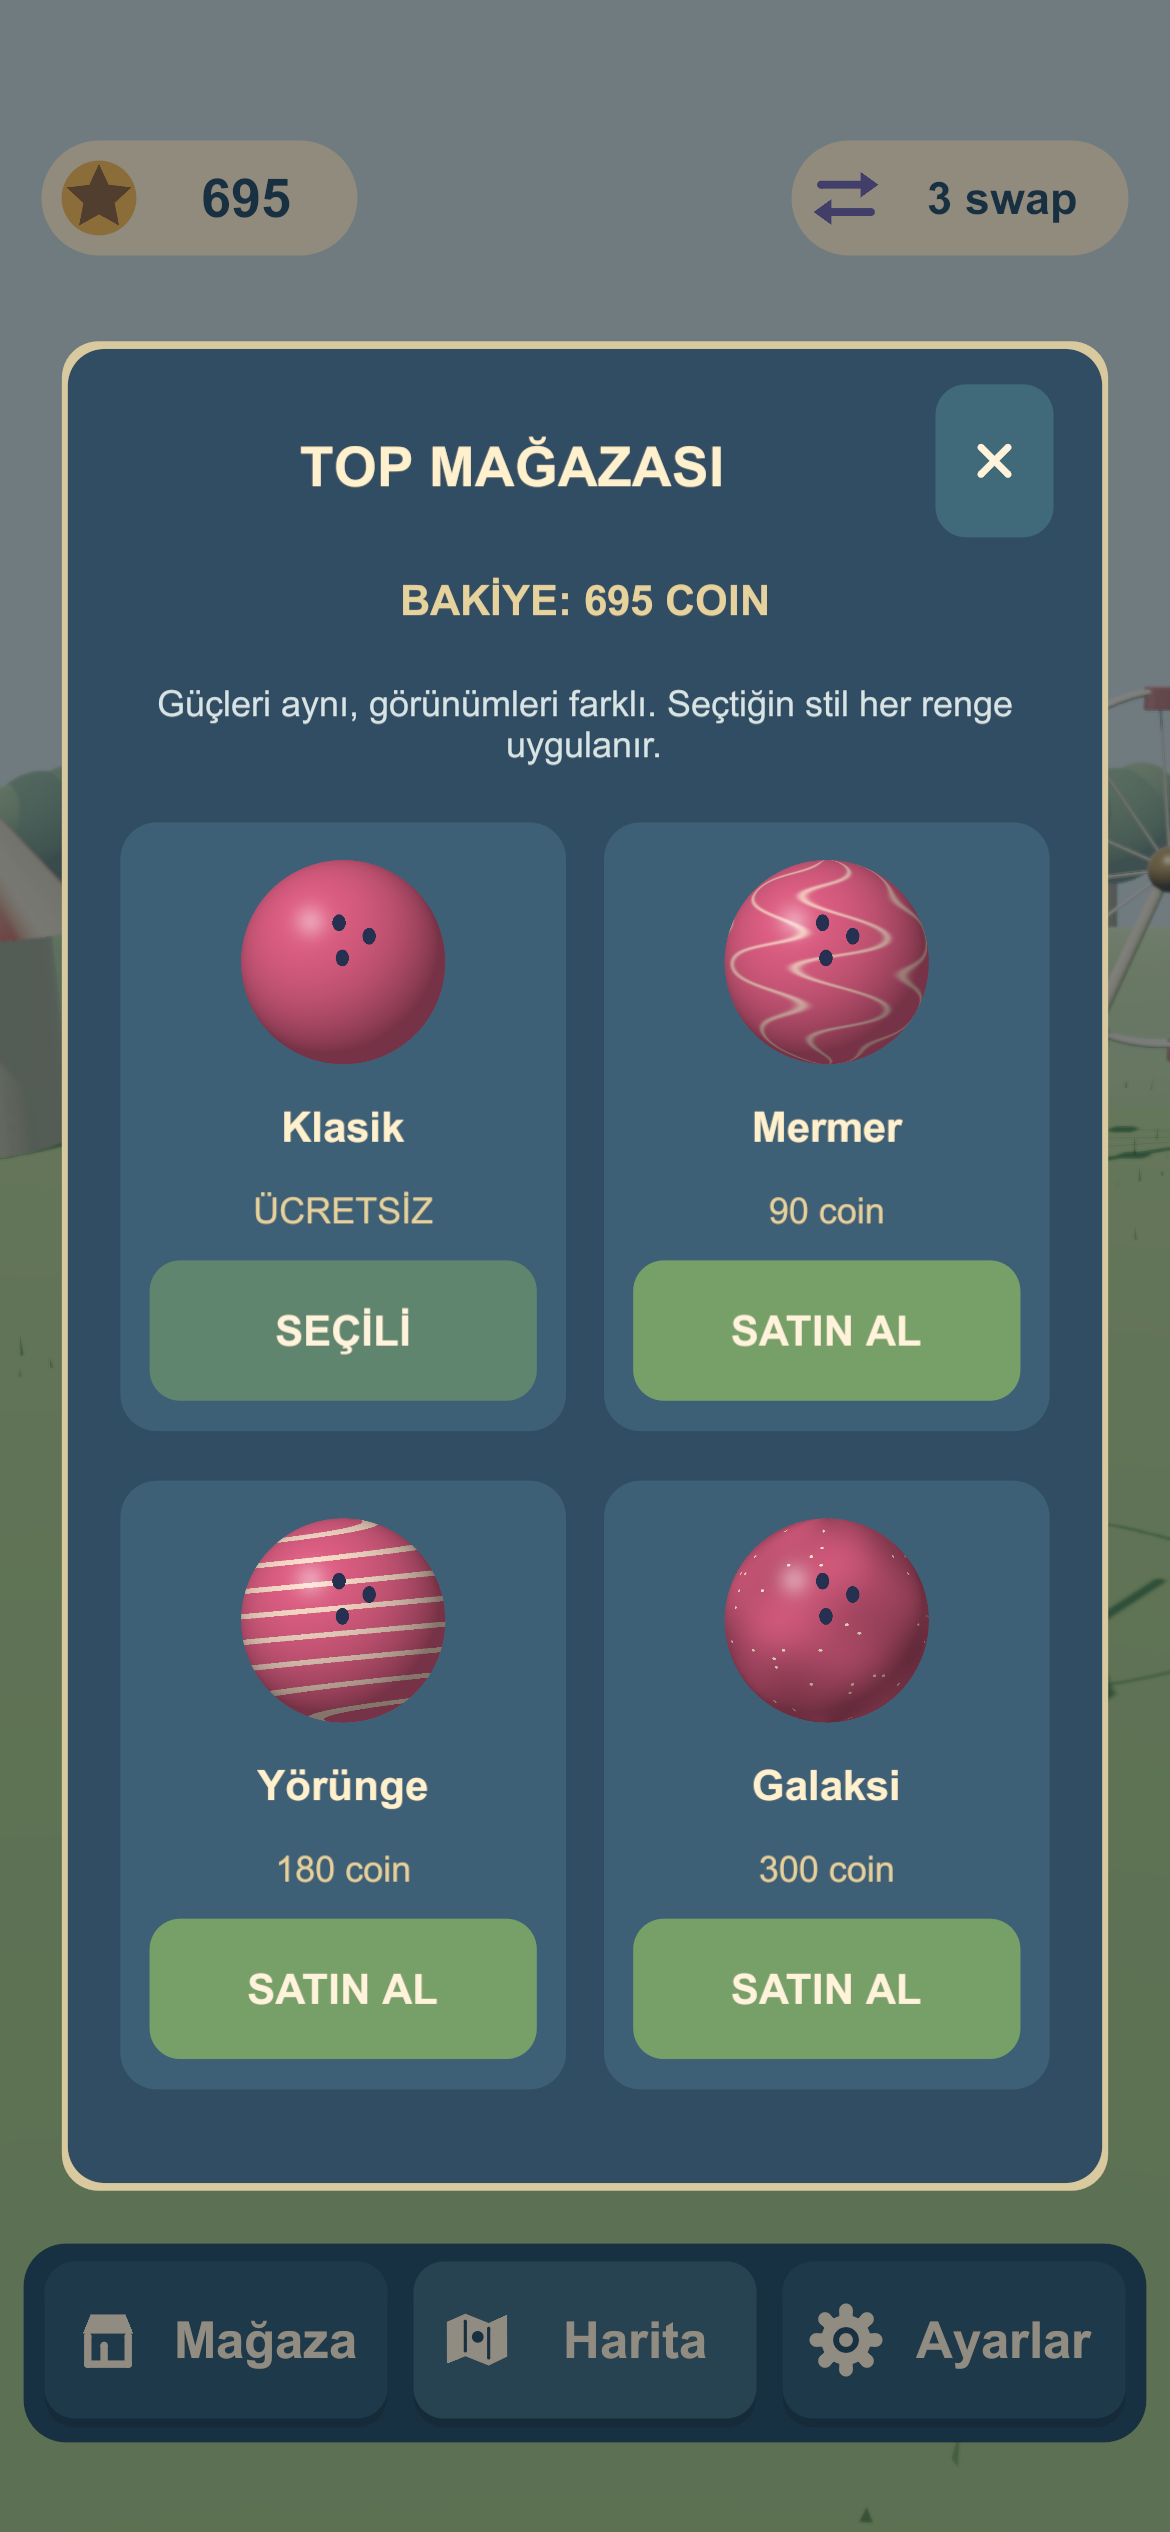 695
3 swap
TOP MAĞAZASI
BAKİYE: 695 COIN
Güçleri aynı, görünümleri farklı. Seçtiğin stil her renge
uygulanır.
Klasik
ÜCRETSİZ
SEÇİLİ
Mermer
90 coin
SATIN AL
Yörünge
180 coin
SATIN AL
Galaksi
300 coin
SATIN AL
Mağaza
Harita
Ayarlar